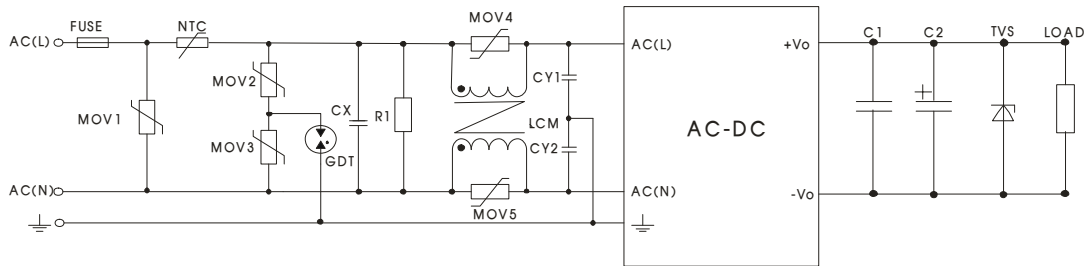 FUSE
NTC
MOV4
AC(L)
AC(L)
+Vo
C1
C2
TVS
LOAD
MOV2
CY1
MOV1
CX
R1
LCM
AC-DC
MOV3
GDT
CY2
AC(N)
AC(N)
-Vo
MOV5